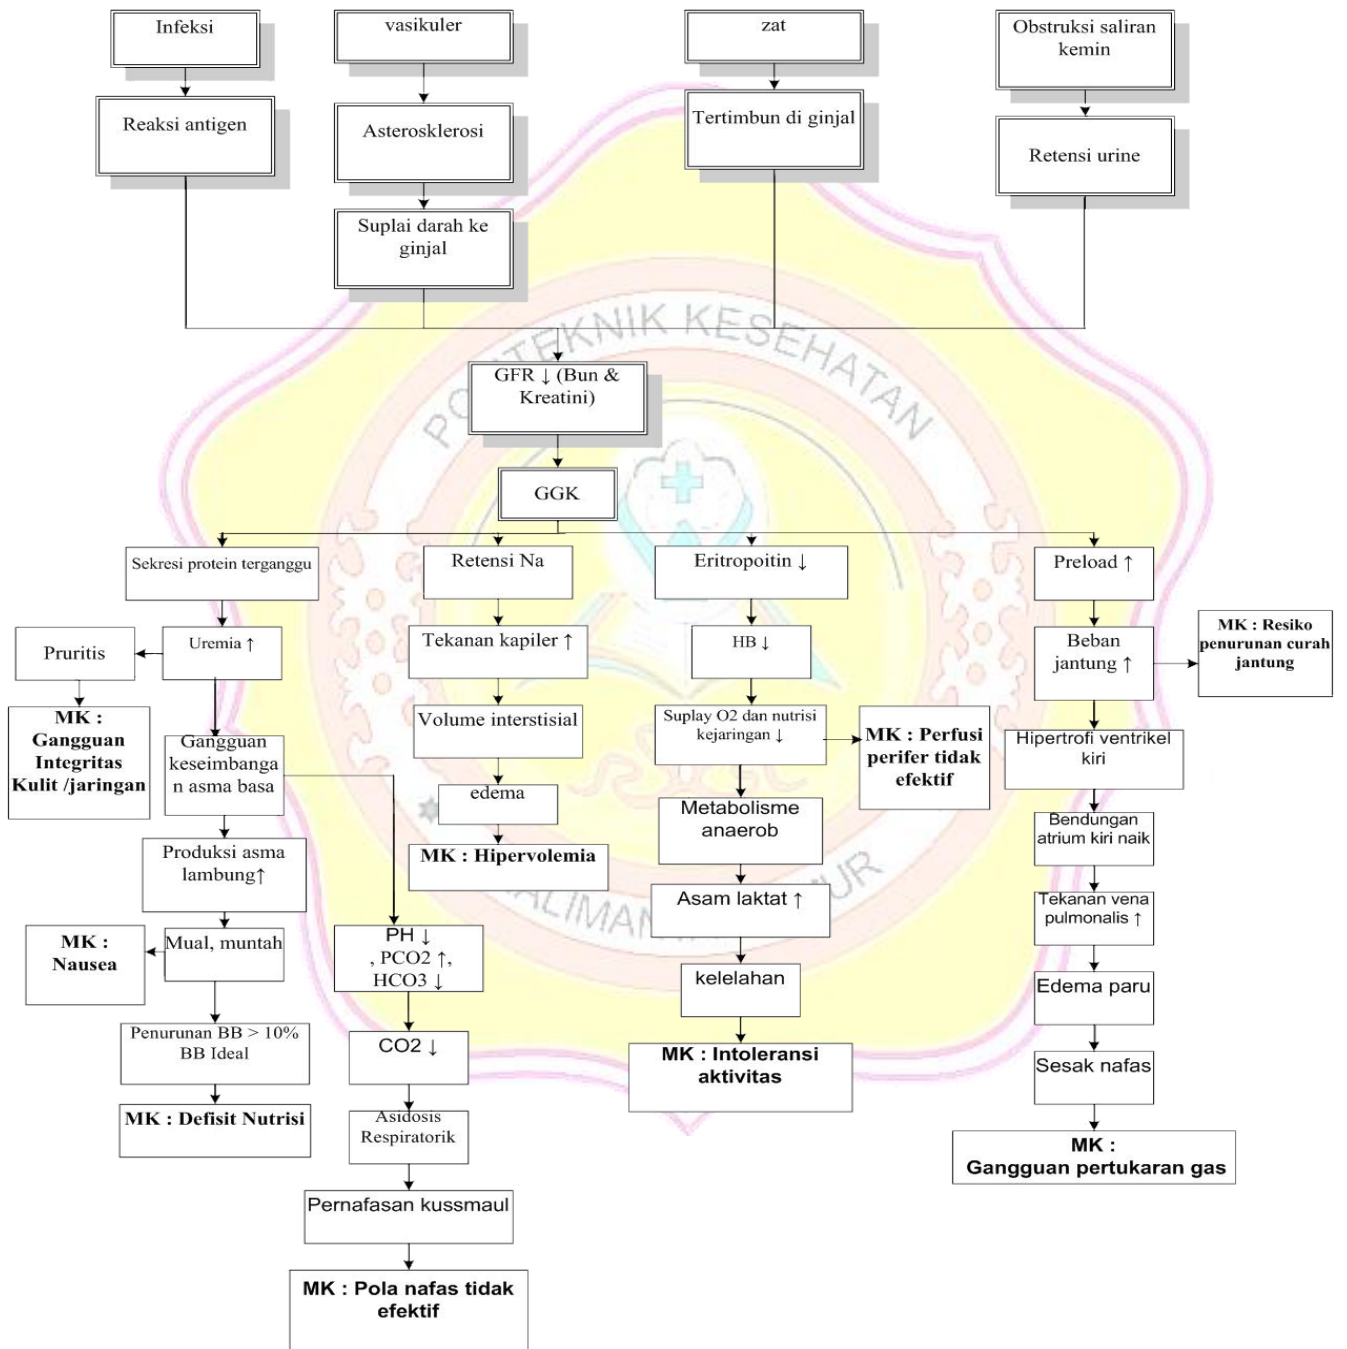 Infeksi
vasikuler
zat
Obstruksi saliran
kemin
Reaksi antigen
Asterosklerosi
Tertimbun di ginjal
Retensi urine
Suplai darah ke
ginjal
POLITEKNIK KESEHATAN
GFR ↓ (Bun &
Kreatini)
GGK
Sekresi protein terganggu
Retensi Na
Eritropoitin ↓
Preload ↑
Pruritis
Uremia ↑
Tekanan kapiler ↑
HB ↓
Beban
jantung ↑
MK : Resiko
penurunan curah
jantung
MK :
Gangguan
Integritas
Kulit /jaringan
Gangguan
keseimbanga
n asma basa
Volume interstisial
Suplay O2 dan nutrisi
kejaringan ↓
MK : Perfusi
perifer tidak
efektif
Hipertrofi ventrikel
kiri
edema
Metabolisme
anaerob
Bendungan
atrium kiri naik
Produksi asma
lambung↑
MK : Hipervolemia
Asam laktat ↑
Tekanan vena
pulmonalis ↑
MK :
Nausea
Mual, muntah
PH ↓
, PCO2 ↑,
HCO3 ↓
kelelahan
Edema paru
Penurunan BB > 10%
BB Ideal
CO2 ↓
MK : Intoleransi
aktivitas
Sesak nafas
MK : Defisit Nutrisi
Asidosis
Respiratorik
MK :
Gangguan pertukaran gas
Pernafasan kussmaul
MK : Pola nafas tidak
efektif